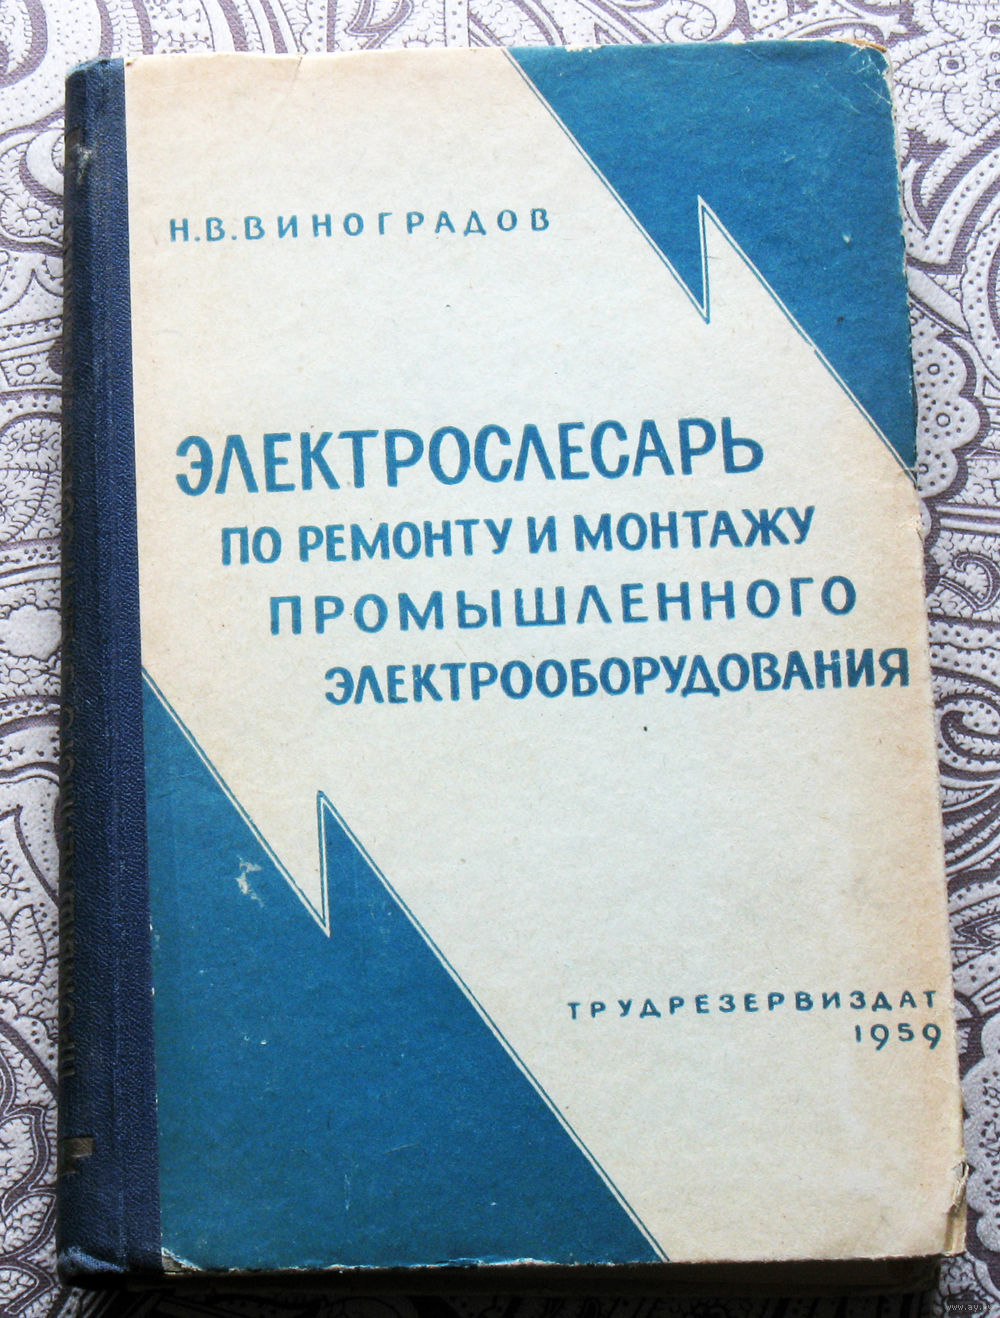 Н.В.ВИНОГРАДОВ
ЭЛЕКТРОСЛЕСАРЬ
ПО РЕМОНТУ И МОНТАЖУ
ПРОМЫШЛЕННОГО
ЭЛЕКТРООБОРУДОВАНИЯ
ТРУДРЕЗЕРВИЗДАТ
1959